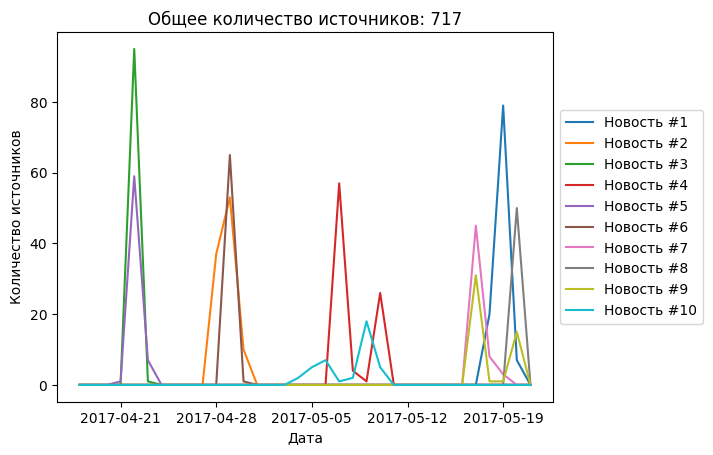 Общее количество источников: 717
Количество источников
80
60
40
20
0
2017-04-21
2017-04-28
2017-05-05
2017-05-12
2017-05-19
Дата
Новость #1
Новость #2
Новость #3
Новость #4
Новость #5
Новость #6
Новость #7
Новость #8
Новость #9
Новость #10